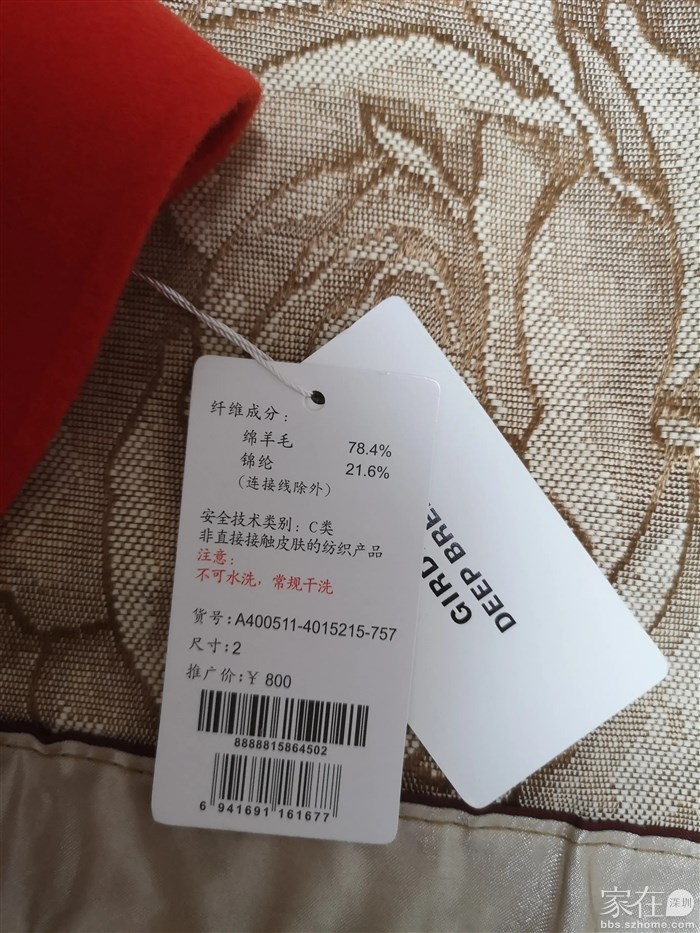 纤维成分:
绵羊毛 78.4%
锦纶 21.6%
(连接线除外)
安全技术类别: C类
非直接接触皮肤的纺织产品
注意:
不可水洗, 常规干洗
货号:A400511-4015215-757
尺寸:2
推广价:¥ 800
8888815864502
6 941691 161677
GIRD
DEEP BRE
家在深圳
bbs.szhome.com